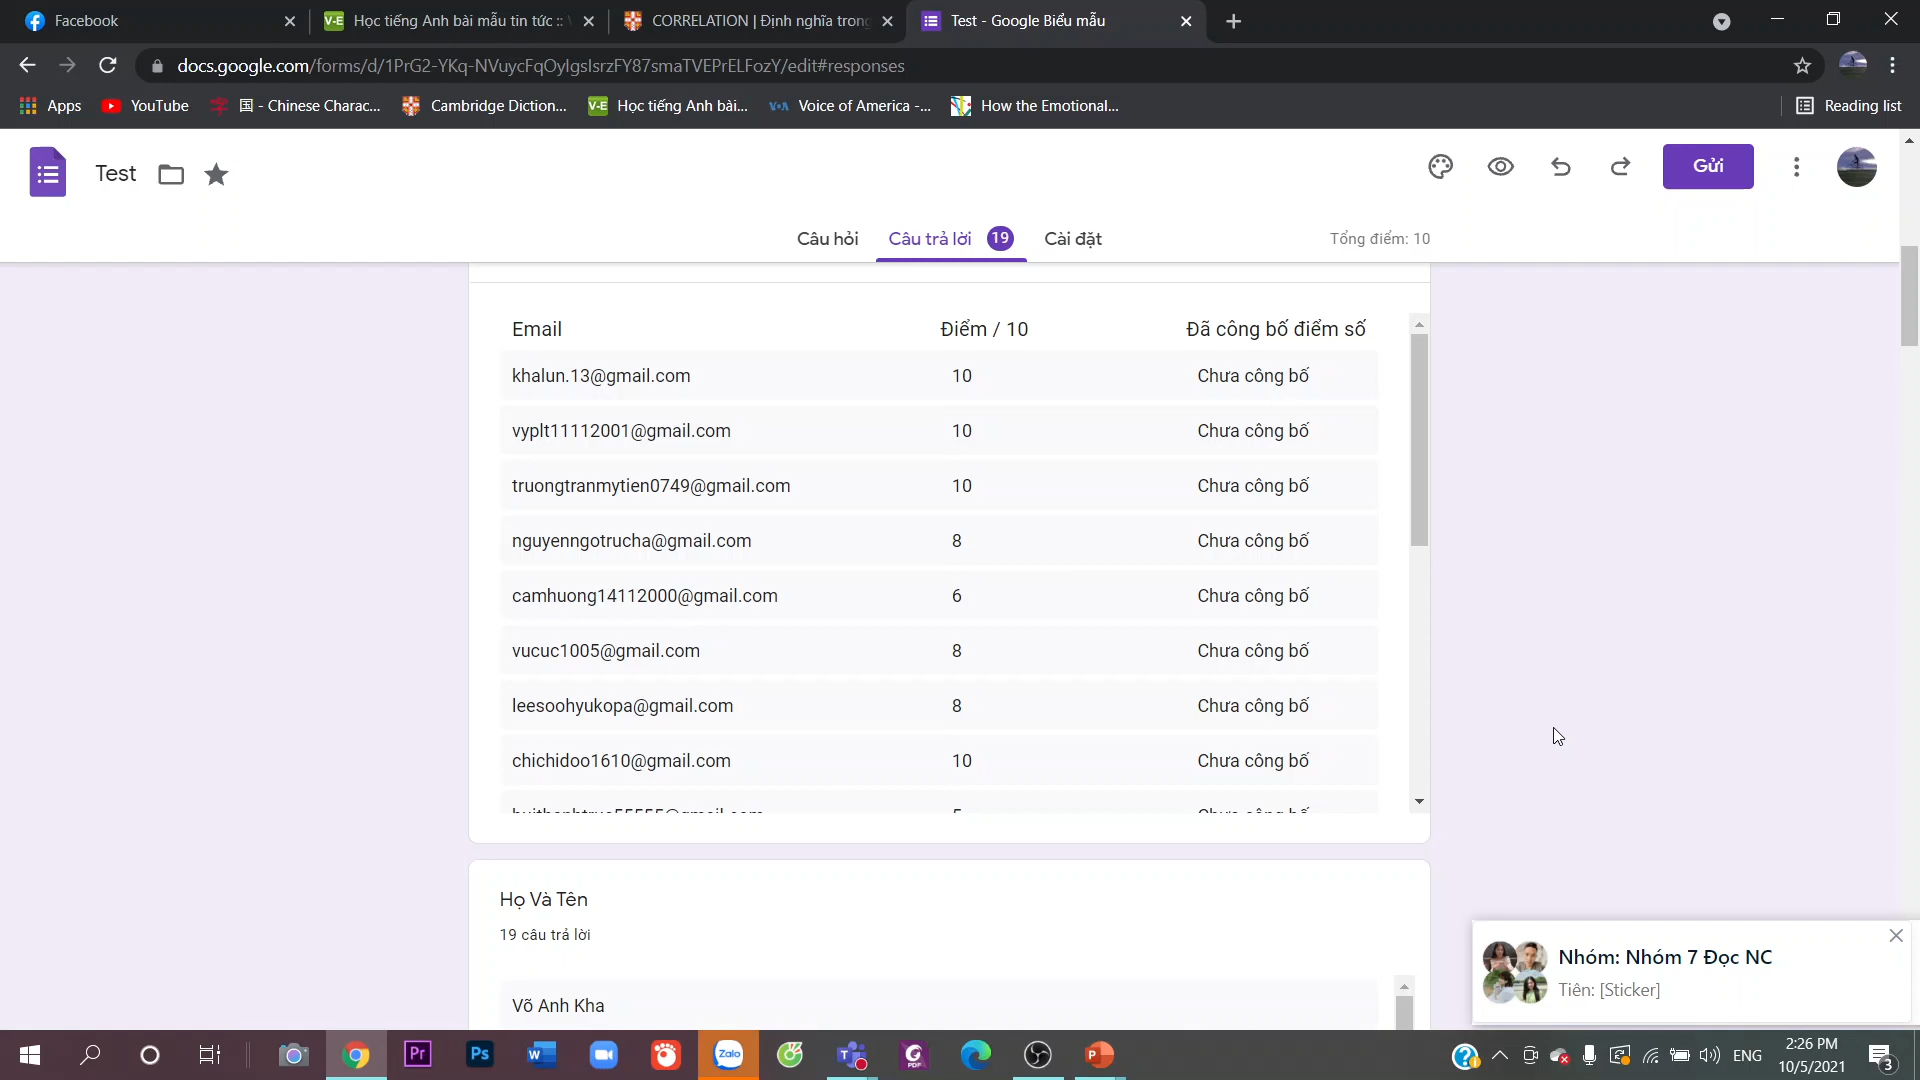 Facebook
Học tiếng Anh bài mẫu tin tức ::
CORRELATION | Định nghĩa trong
Test - Google Biểu mẫu
docs.google.com/forms/d/1PrG2-YKq-NVuycFqOyIgsIsrzFY87smaTVEPrELFozY/edit#responses
Apps
YouTube
国 - Chinese Charac...
Cambridge Diction...
Học tiếng Anh bài...
Voice of America -...
How the Emotional...
Reading list
Test
Gửi
Câu hỏi
Câu trả lời 19
Cài đặt
Tổng điểm: 10
Email Điểm / 10 Đã công bố điểm số
khalun.13@gmail.com 10 Chưa công bố
vyplt11112001@gmail.com 10 Chưa công bố
truongtranmytien0749@gmail.com 10 Chưa công bố
nguyenngotrucha@gmail.com 8 Chưa công bố
camhuong14112000@gmail.com 6 Chưa công bố
vucuc1005@gmail.com 8 Chưa công bố
leesoohyukopa@gmail.com 8 Chưa công bố
chichidoo1610@gmail.com 10 Chưa công bố
Họ Và Tên
19 câu trả lời
Võ Anh Kha
Nhóm: Nhóm 7 Đọc NC
Tiên: [Sticker]
ENG
2:26 PM
10/5/2021
3